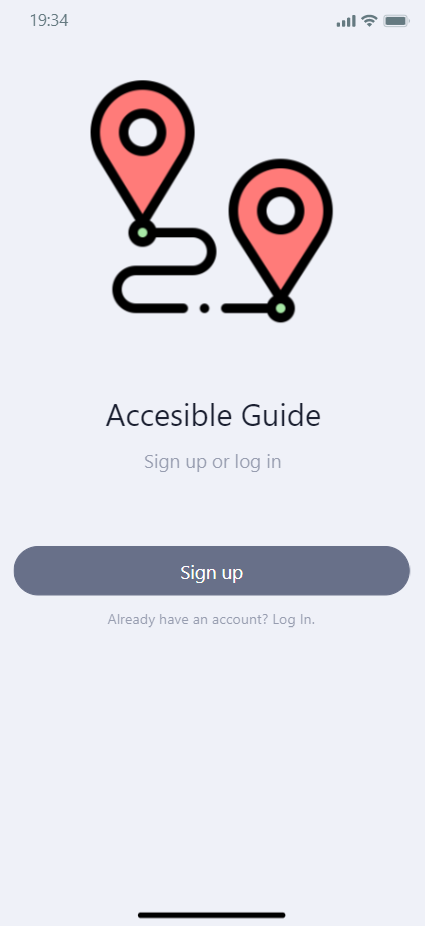 19:34
Accesible Guide
Sign up or log in
Sign up
Already have an account? Log In.